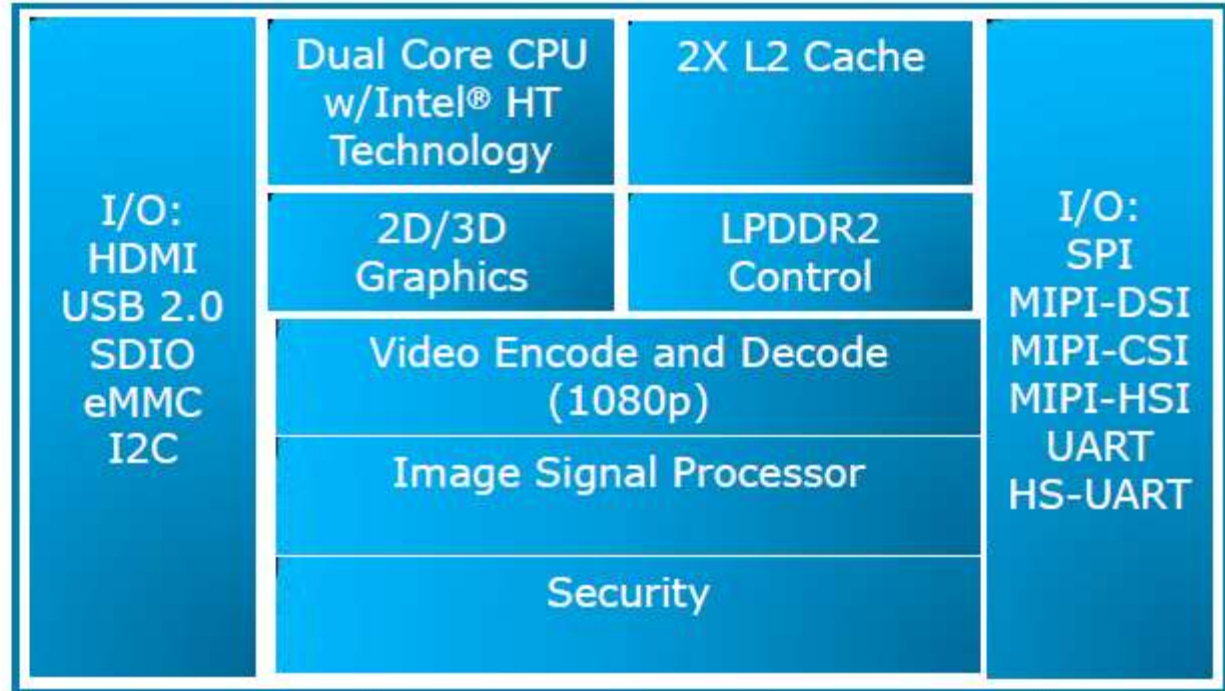 I/O:
HDMI
USB 2.0
SDIO
eMMC
I2C
Dual Core CPU
w/Intel® HT
Technology
2X L2 Cache
2D/3D
Graphics
LPDDR2
Control
Video Encode and Decode
(1080p)
Image Signal Processor
Security
I/O:
SPI
MIPI-DSI
MIPI-CSI
MIPI-HSI
UART
HS-UART